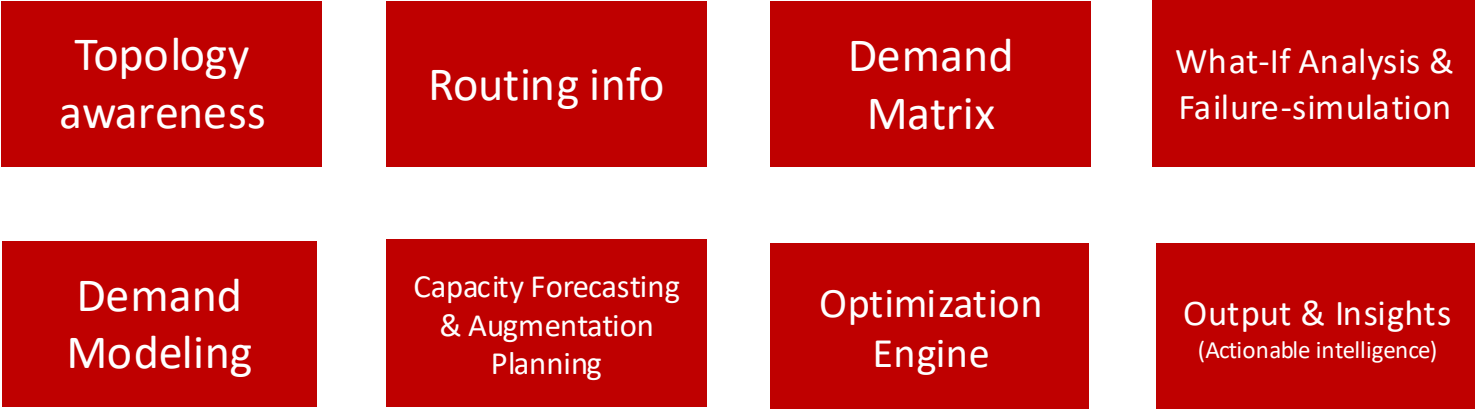 Topology
awareness
Routing info
Demand
Matrix
What-If Analysis &
Failure-simulation
Demand
Modeling
Capacity Forecasting
& Augmentation
Planning
Optimization
Engine
Output & Insights
(Actionable intelligence)